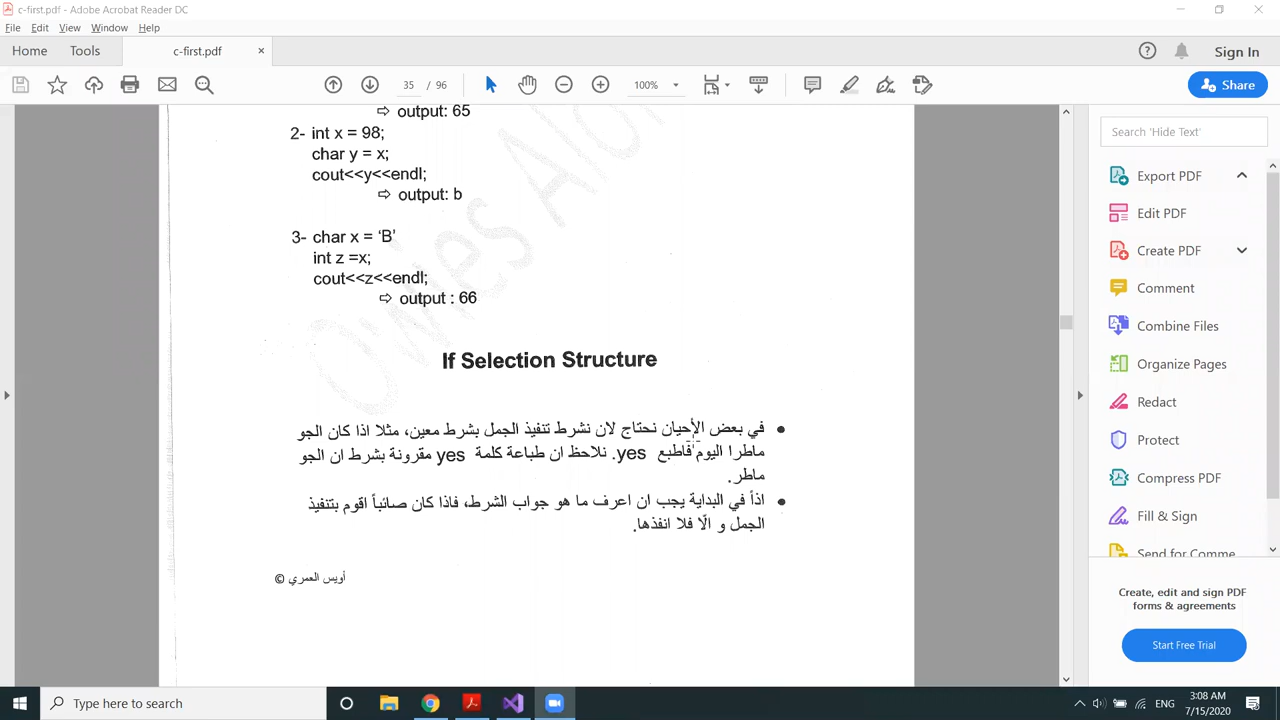 c-first.pdf - Adobe Acrobat Reader DC
File Edit View Window Help
Home Tools c-first.pdf × Sign In
35 / 96 100% Share
⇨ output: 65
2- int x = 98;
char y = x;
cout<<y<<endl;
⇨ output: b
3- char x = ‘B’
int z =x;
cout<<z<<endl;
⇨ output : 66
If Selection Structure
• في بعض الأحيان نحتاج لان نشرط تنفيذ الجمل بشرط معين، مثلا اذا كان الجو
ماطرا اليوم فاطبع yes. نلاحظ ان طباعة كلمة yes مقرونة بشرط ان الجو
ماطر.
• اذاً في البداية يجب ان اعرف ما هو جواب الشرط، فاذا كان صائباً اقوم بتنفيذ
الجمل و الّا فلا انفذها.
أويس العمري ©
Search 'Hide Text'
Export PDF
Edit PDF
Create PDF
Comment
Combine Files
Organize Pages
Redact
Protect
Compress PDF
Fill & Sign
Send for Comme
Create, edit and sign PDF
forms & agreements
Start Free Trial
Type here to search
ENG
3:08 AM
7/15/2020